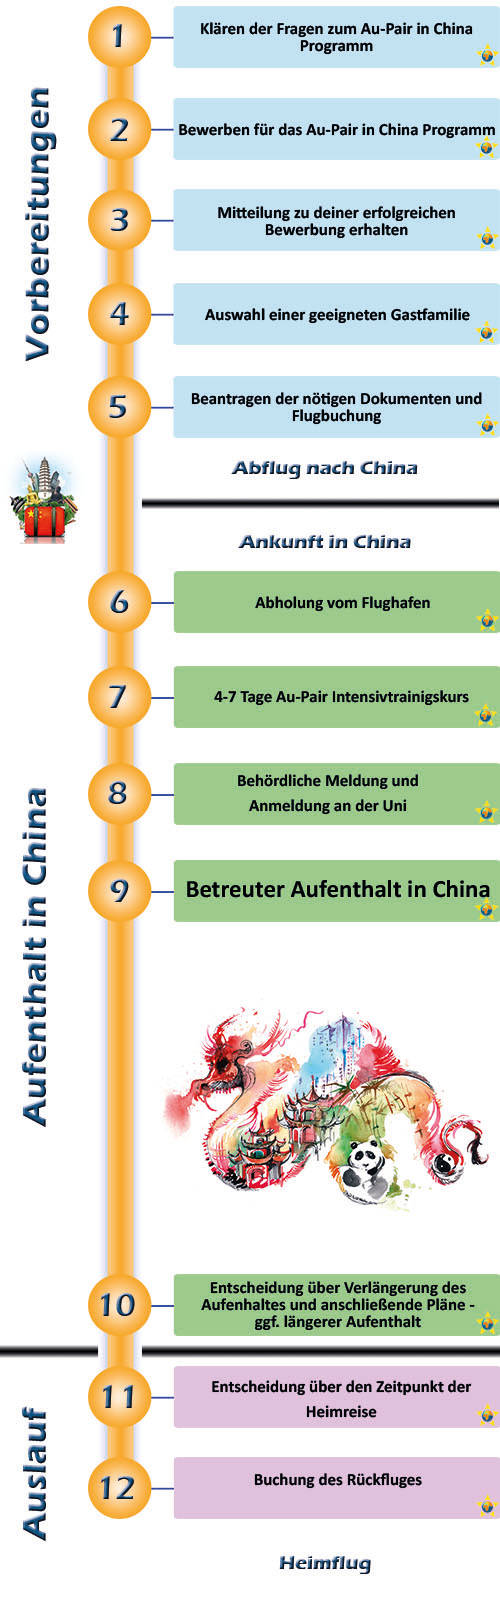 Vorbereitungen
1
Klären der Fragen zum Au-Pair in China
Programm
2
Bewerben für das Au-Pair in China Programm
3
Mitteilung zu deiner erfolgreichen
Bewerbung erhalten
4
Auswahl einer geeigneten Gastfamilie
5
Beantragen der nötigen Dokumenten und
Flugbuchung
Abflug nach China
Ankunft in China
Aufenthalt in China
6
Abholung vom Flughafen
7
4-7 Tage Au-Pair Intensivtrainigskurs
8
Behördliche Meldung und
Anmeldung an der Uni
9
Betreuter Aufenthalt in China
10
Entscheidung über Verlängerung des
Aufenhaltes und anschließende Pläne -
ggf. längerer Aufenthalt
Auslauf
11
Entscheidung über den Zeitpunkt der
Heimreise
12
Buchung des Rückfluges
Heimflug